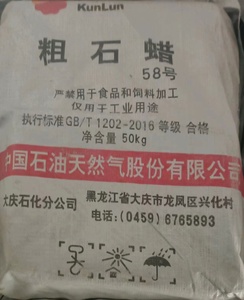 KunLun
粗石蜡
58号
严禁用于食品和饲料加工
仅用于工业用途
执行标准GB/T 1202-2016 等级 合格
净含量50kg
中国石油天然气股份有限公司
大庆石化分公司 黑龙江省大庆市龙凤区兴化村
电话:(0459) 6765893